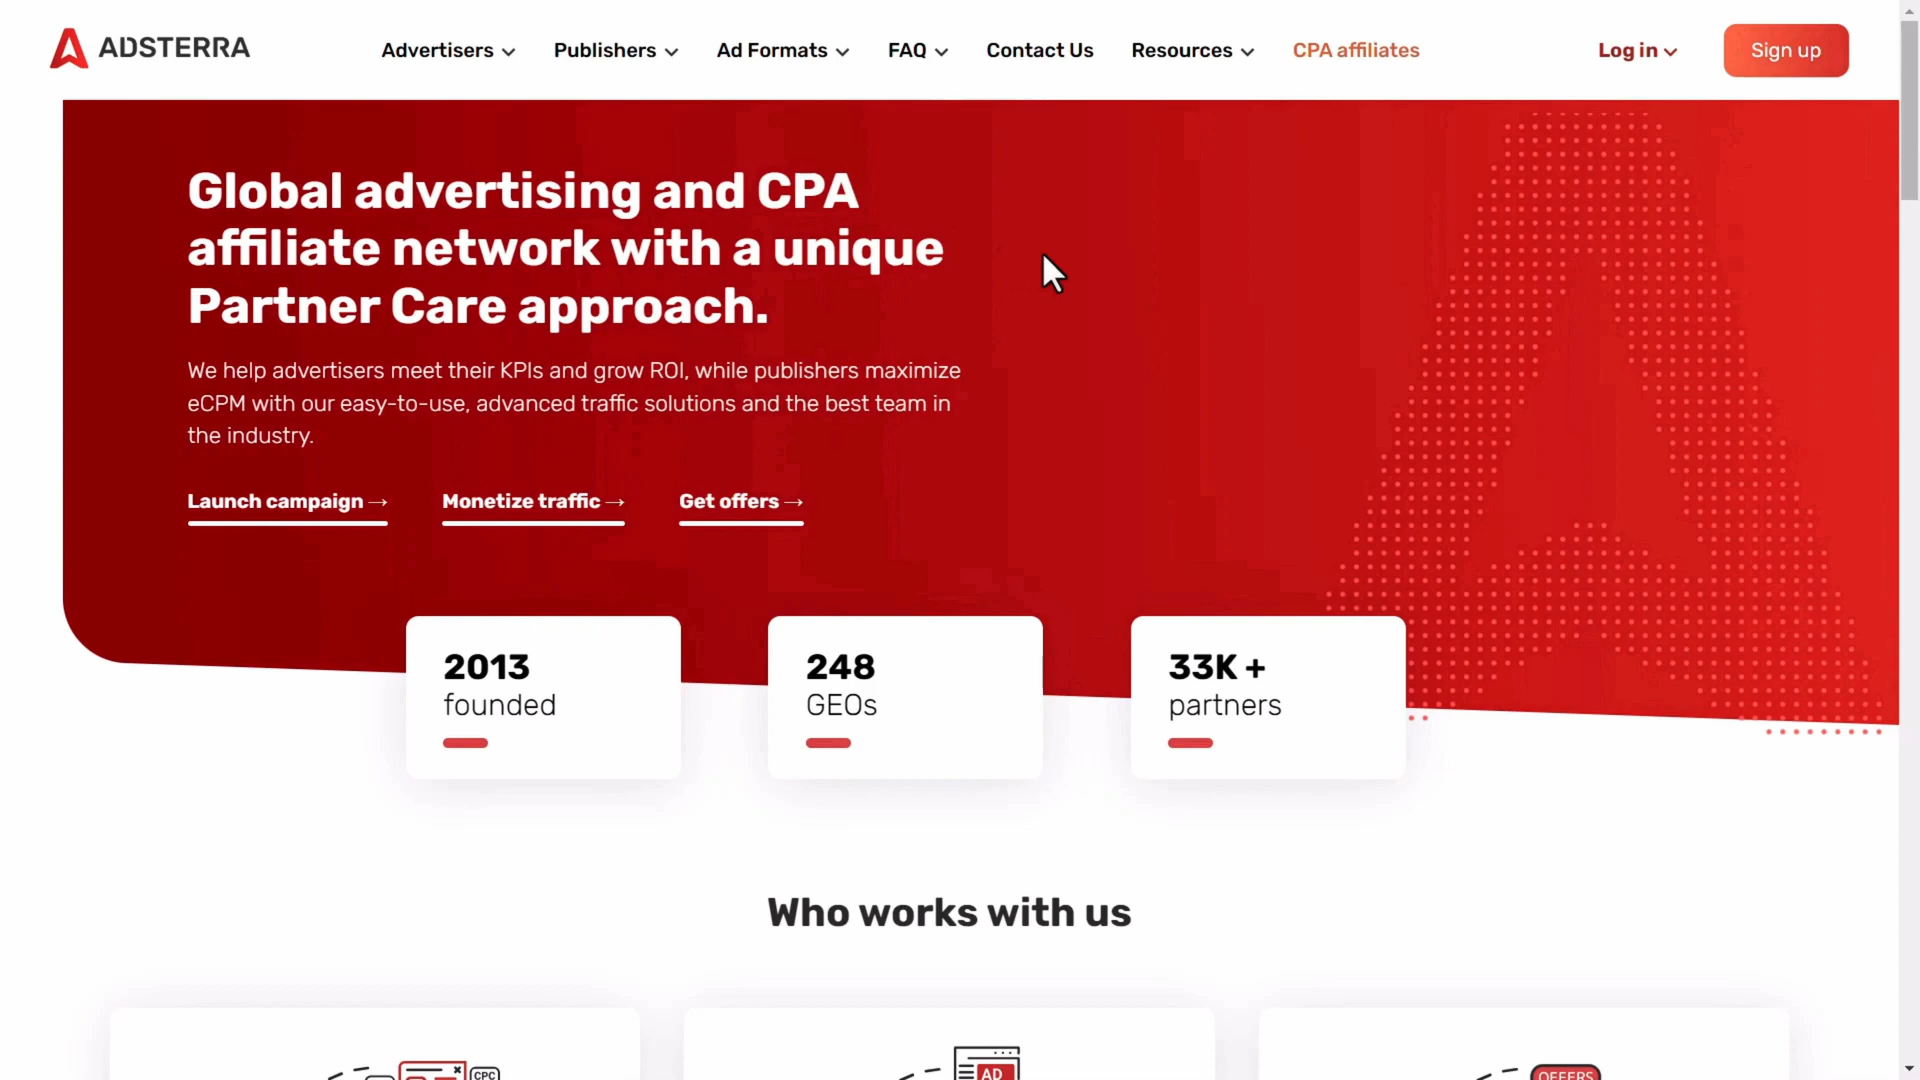 ADSTERRA
Advertisers
Publishers
Ad Formats
FAQ
Contact Us
Resources
CPA affiliates
Log in
Sign up
Global advertising and CPA
affiliate network with a unique
Partner Care approach.
We help advertisers meet their KPIs and grow ROI, while publishers maximize
eCPM with our easy-to-use, advanced traffic solutions and the best team in
the industry.
Launch campaign →
Monetize traffic →
Get offers →
2013
founded
248
GEOs
33K +
partners
Who works with us
CPC
AD
OFFERS